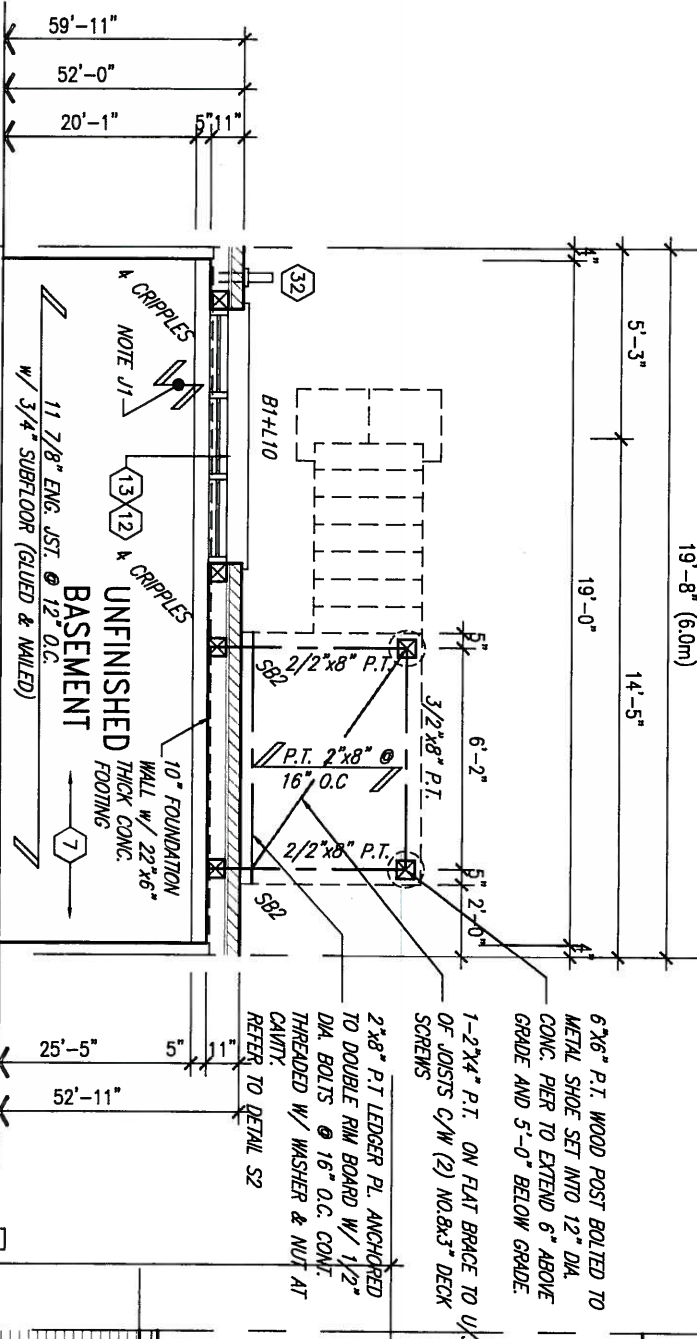 59'-11"
52'-0"
20'-1"
5"
11"
19'-8" (6.0m)
5'-3"
14'-5"
4"
19'-0"
4"
5"
6'-2"
5"
2'-0"
32
B1+L10
4 CRIPPLES
NOTE J1
13
12
4 CRIPPLES
SB2
2/2"x8" P.T.
3/2"x8" P.T.
P.T. 2"x8" @
16" O.C
2/2"x8" P.T.
SB2
11 7/8" ENG. JST. @ 12" O.C.
W/ 3/4" SUBFLOOR (GLUED & NAILED)
UNFINISHED
BASEMENT
10" FOUNDATION
WALL W/ 22"x6"
THICK CONC.
FOOTING
7
6"X6" P.T. WOOD POST BOLTED TO
METAL SHOE SET INTO 12" DIA.
CONC. PIER TO EXTEND 6" ABOVE
GRADE AND 5'-0" BELOW GRADE.
1-2"X4" P.T. ON FLAT BRACE TO U/
OF JOISTS C/W (2) NO.8x3" DECK
SCREWS
2"x8" P.T LEDGER PL. ANCHORED
TO DOUBLE RIM BOARD W/ 1/2"
DIA. BOLTS @ 16" O.C. CONT.
THREADED W/ WASHER & NUT AT
CAVITY.
REFER TO DETAIL S2
25'-5"
5"
11"
52'-11"